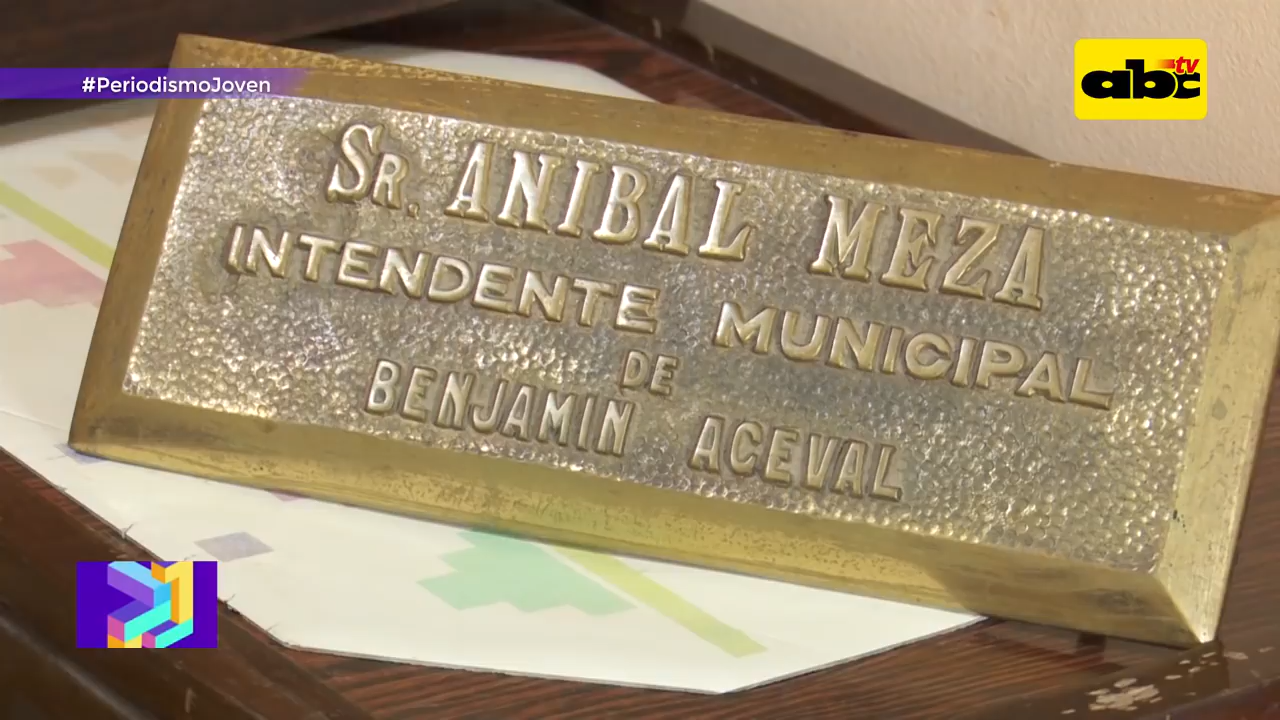 #PeriodismoJoven
abc tv
SR. ANIBAL MEZA
INTENDENTE MUNICIPAL
DE
BENJAMIN ACEVAL